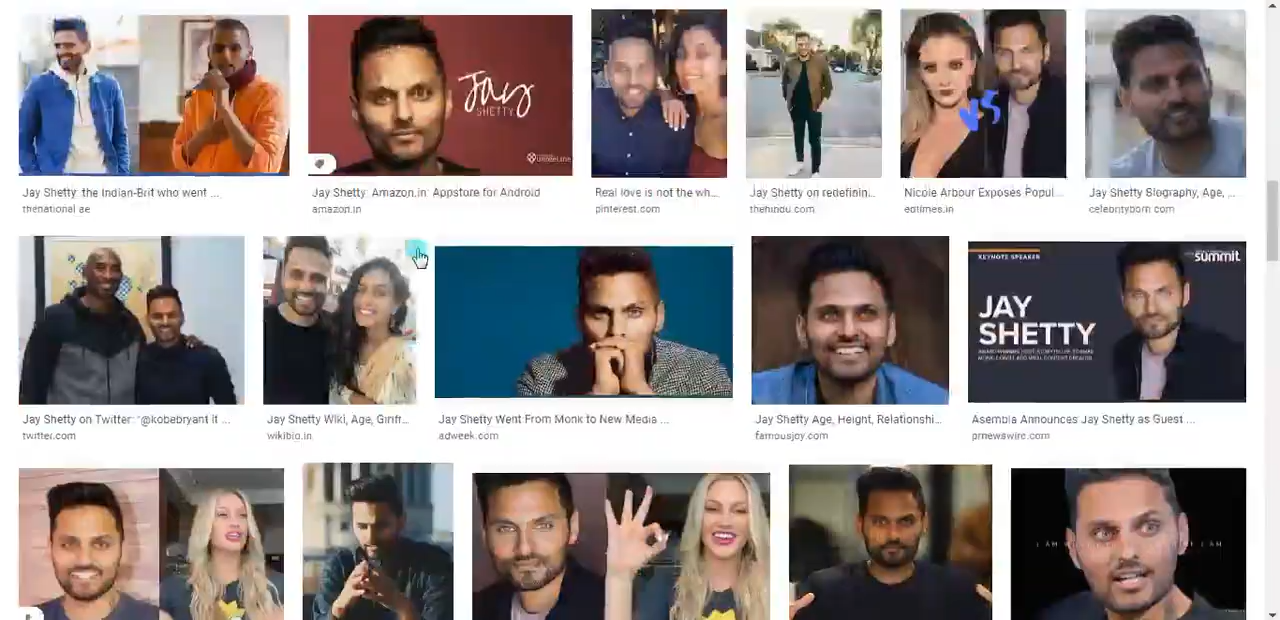 Jay
SHETTY
VS
Jay Shetty: the Indian-Brit who went ...
thenational.ae
Jay Shetty: Amazon.in: Appstore for Android
amazon.in
Real love is not the wh...
pinterest.com
Jay Shetty on redefinin...
thehindu.com
Nicole Arbour Exposes Popul...
edtimes.in
Jay Shetty Biography, Age, ...
celebrityborn.com
KEYNOTE SPEAKER
summit
JAY
SHETTY
Jay Shetty on Twitter: "@kobebryant it ...
twitter.com
Jay Shetty Wiki, Age, Girlfr...
wikibio.in
Jay Shetty Went From Monk to New Media ...
adweek.com
Jay Shetty Age, Height, Relationshi...
famousjoy.com
Asembia Announces Jay Shetty as Guest ...
prnewswire.com
I AM